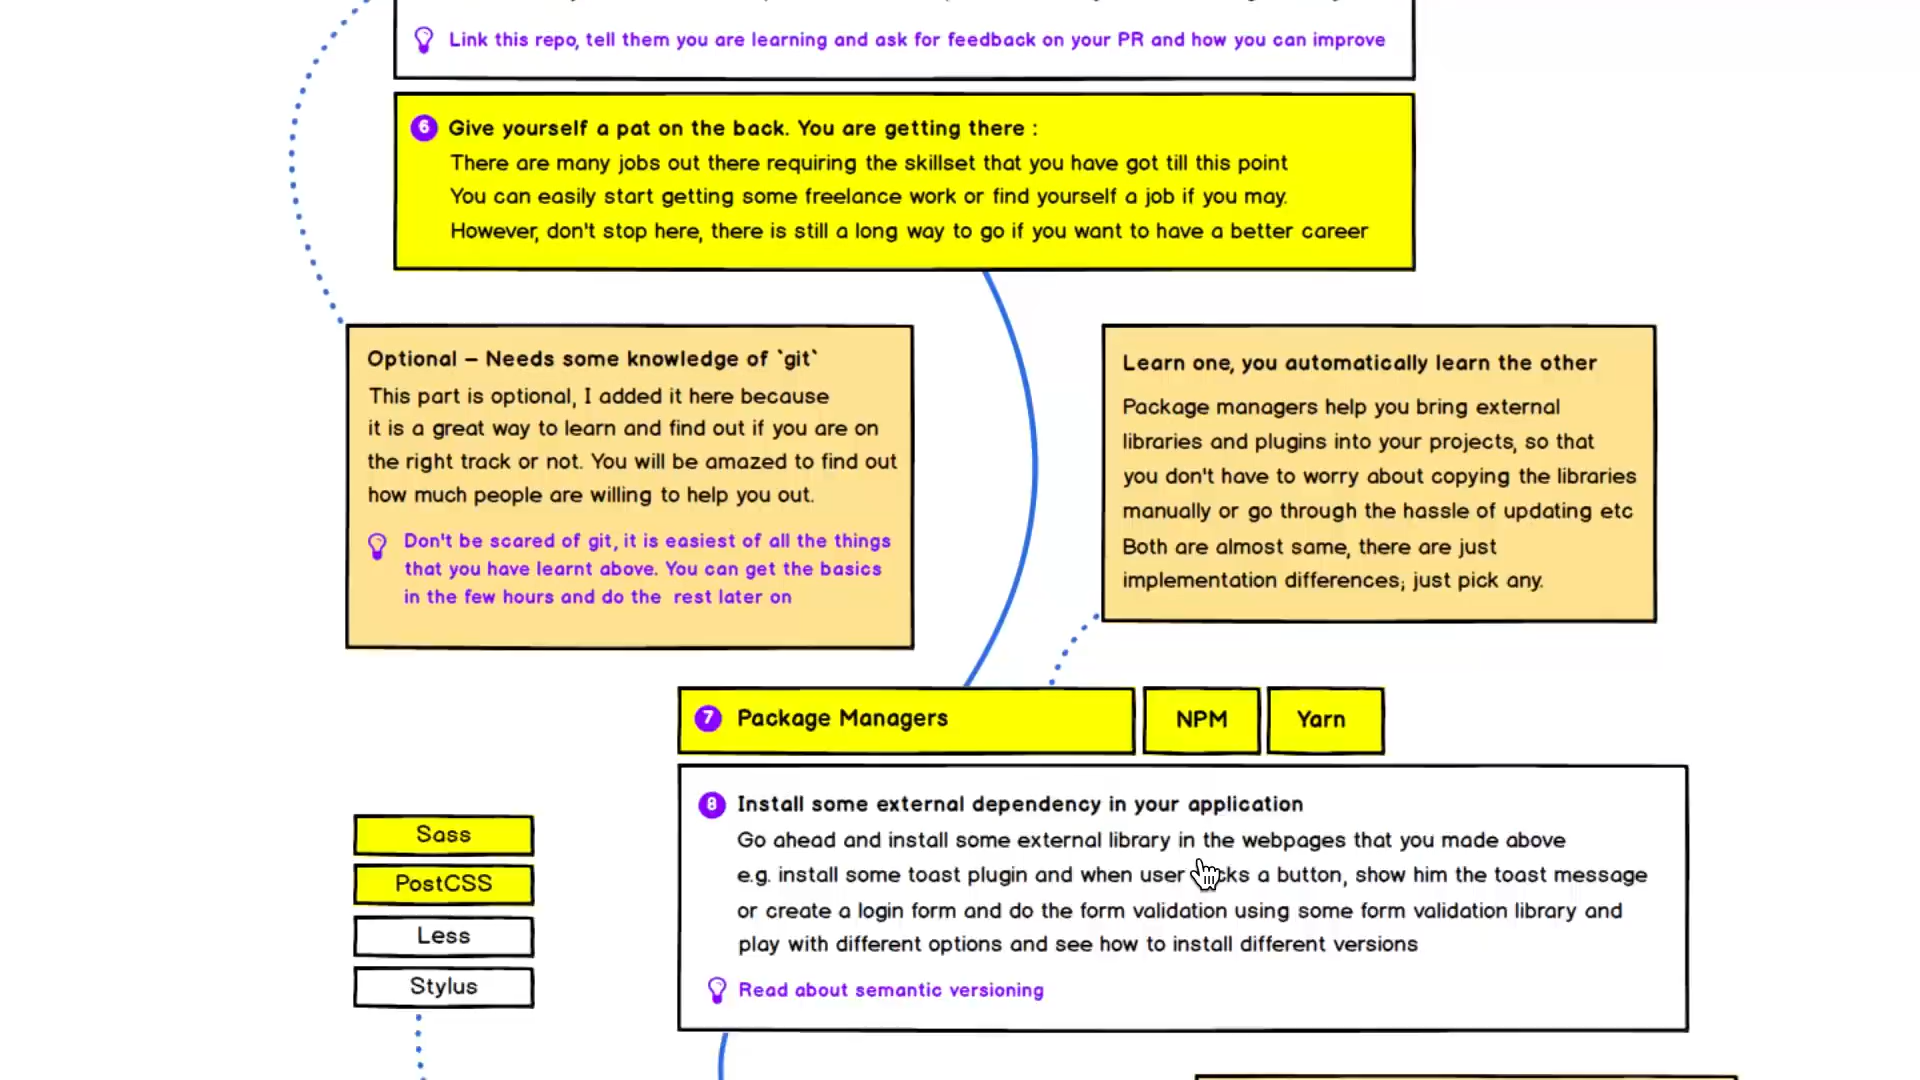 Link this repo, tell them you are learning and ask for feedback on your PR and how you can improve
6 Give yourself a pat on the back. You are getting there :
There are many jobs out there requiring the skillset that you have got till this point
You can easily start getting some freelance work or find yourself a job if you may.
However, don't stop here, there is still a long way to go if you want to have a better career
Optional – Needs some knowledge of `git`
This part is optional, I added it here because
it is a great way to learn and find out if you are on
the right track or not. You will be amazed to find out
how much people are willing to help you out.
Don't be scared of git, it is easiest of all the things
that you have learnt above. You can get the basics
in the few hours and do the rest later on
Learn one, you automatically learn the other
Package managers help you bring external
libraries and plugins into your projects, so that
you don't have to worry about copying the libraries
manually or go through the hassle of updating etc
Both are almost same, there are just
implementation differences; just pick any.
7 Package Managers
NPM
Yarn
8 Install some external dependency in your application
Go ahead and install some external library in the webpages that you made above
e.g. install some toast plugin and when user clicks a button, show him the toast message
or create a login form and do the form validation using some form validation library and
play with different options and see how to install different versions
Read about semantic versioning
Sass
PostCSS
Less
Stylus